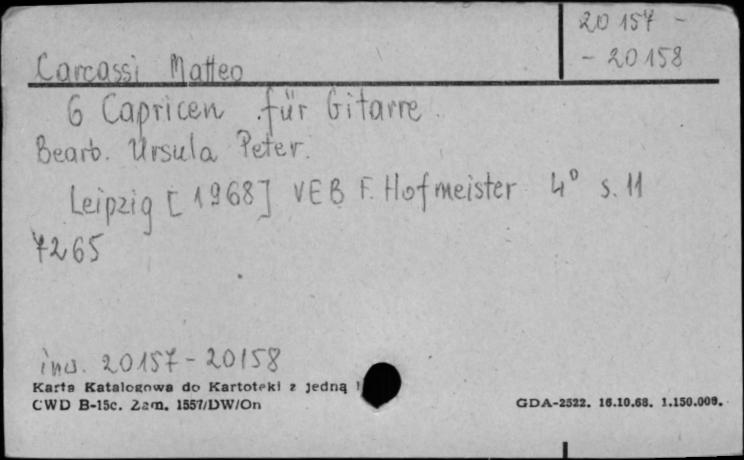 20 157 -
- 20 158
Carcassi Matteo
6 Capricen für Gitarre
Bearb. Ursula Peter.
Leipzig [1968] VEB F. Hofmeister 4° s. 11
7265
inw. 20157 - 20158
Karta Katalogowa do Kartoteki z jedną
CWD B-15c. Zam. 1557/DW/On
GDA-2522. 16.10.68. 1.150.000.